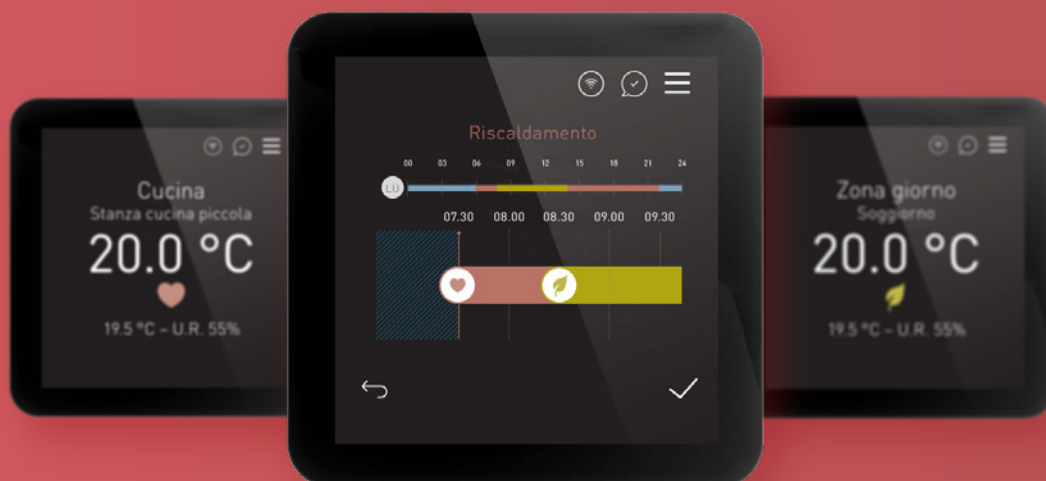 Cucina
Stanza cucina piccola
20.0 °C
19.5 °C – U.R. 55%
Riscaldamento
00 03 06 09 12 15 18 21 24
LU
07.30 08.00 08.30 09.00 09.30
Zona giorno
Soggiorno
20.0 °C
19.5 °C – U.R. 55%